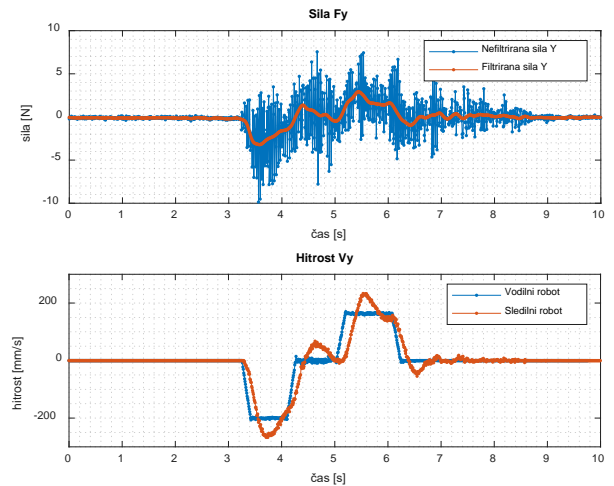 Sila Fy
10
5
0
-5
-10
sila [N]
Nefiltrirana sila Y
Filtrirana sila Y
0 1 2 3 4 5 6 7 8 9 10
čas [s]
Hitrost Vy
200
0
-200
hitrost [mm/s]
Vodilni robot
Sledilni robot
0 1 2 3 4 5 6 7 8 9 10
čas [s]